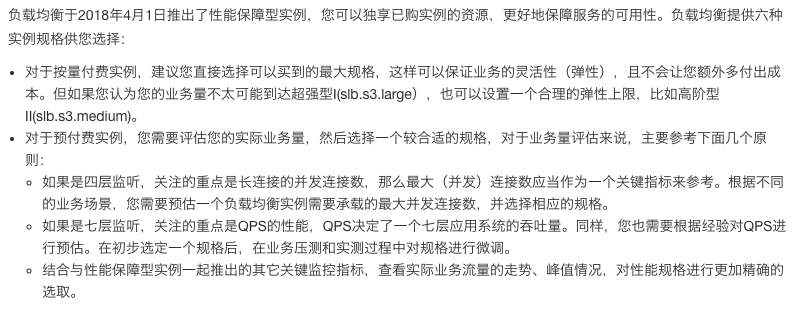 负载均衡于2018年4月1日推出了性能保障型实例，您可以独享已购实例的资源，更好地保障服务的可用性。负载均衡提供六种
实例规格供您选择：
• 对于按量付费实例，建议您直接选择可以买到的最大规格，这样可以保证业务的灵活性（弹性），且不会让您额外多付出成
本。但如果您认为您的业务量不太可能到达超强型I(slb.s3.large），也可以设置一个合理的弹性上限，比如高阶型
II(slb.s3.medium)。
• 对于预付费实例，您需要评估您的实际业务量，然后选择一个较合适的规格，对于业务量评估来说，主要参考下面几个原
则：
○ 如果是四层监听，关注的重点是长连接的并发连接数，那么最大（并发）连接数应当作为一个关键指标来参考。根据不同
的业务场景，您需要预估一个负载均衡实例需要承载的最大并发连接数，并选择相应的规格。
○ 如果是七层监听，关注的重点是QPS的性能，QPS决定了一个七层应用系统的吞吐量。同样，您也需要根据经验对QPS进
行预估。在初步选定一个规格后，在业务压测和实测过程中对规格进行微调。
○ 结合与性能保障型实例一起推出的其它关键监控指标，查看实际业务流量的走势、峰值情况，对性能规格进行更加精确的
选取。